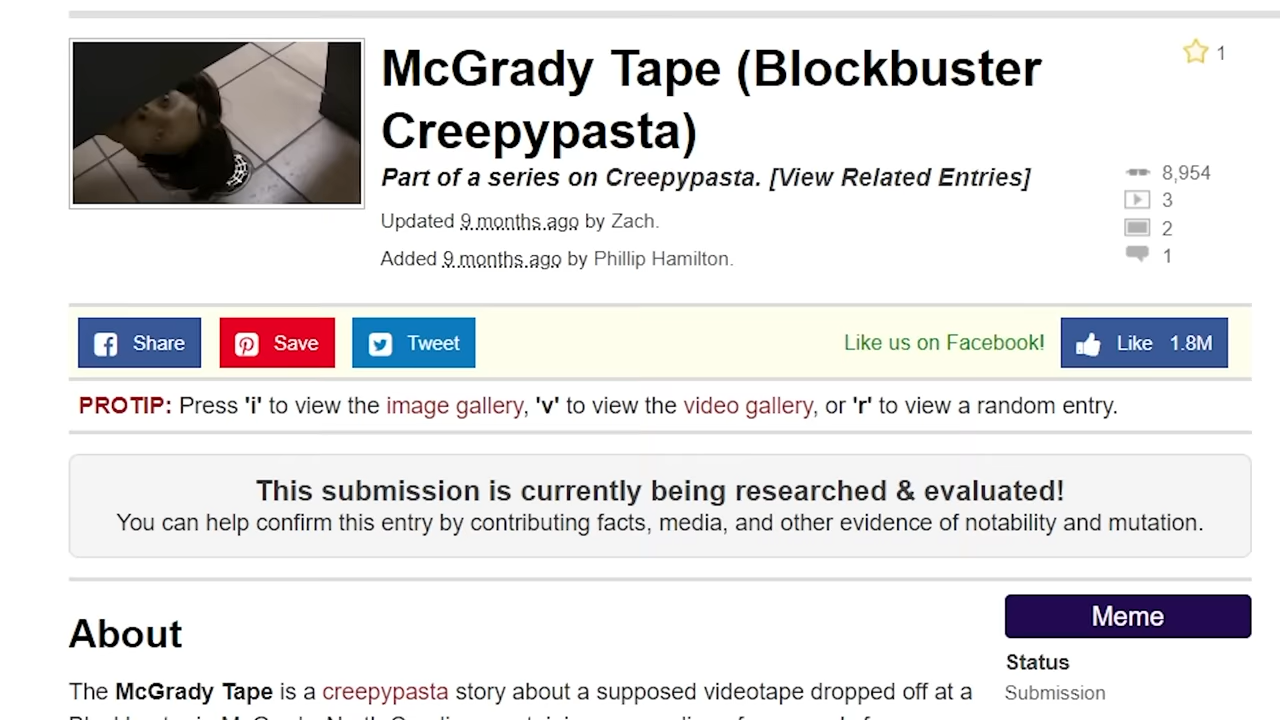 McGrady Tape (Blockbuster
Creepypasta)
1
Part of a series on Creepypasta. [View Related Entries]
8,954
3
2
1
Updated 9 months ago by Zach.
Added 9 months ago by Phillip Hamilton.
Share Save Tweet Like us on Facebook! Like 1.8M
PROTIP: Press 'i' to view the image gallery, 'v' to view the video gallery, or 'r' to view a random entry.
This submission is currently being researched & evaluated!
You can help confirm this entry by contributing facts, media, and other evidence of notability and mutation.
About
The McGrady Tape is a creepypasta story about a supposed videotape dropped off at a
Meme
Status
Submission